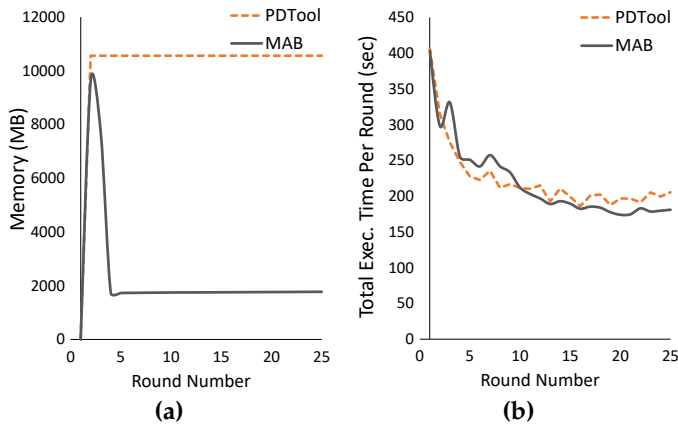 12000
10000
8000
6000
4000
2000
0
Memory (MB)
PDTool
MAB
0 5 10 15 20 25
Round Number
(a)
450
400
350
300
250
200
150
100
50
0
Total Exec. Time Per Round (sec)
PDTool
MAB
0 5 10 15 20 25
Round Number
(b)